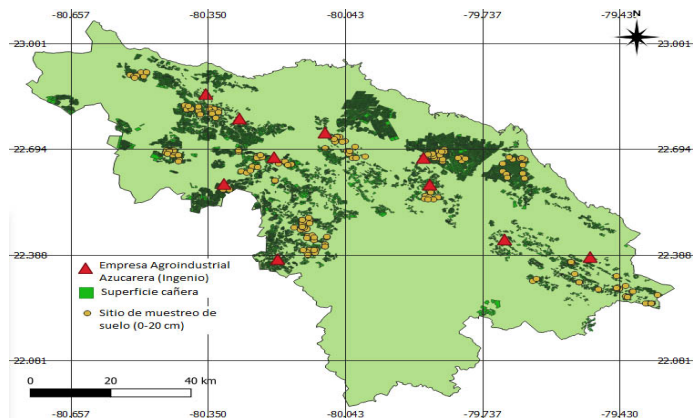 -80.657 -80.350 -80.043 -79.737 -79.430
23.001 23.001
22.694 22.694
22.388 22.388
Empresa Agroindustrial
Azucarera (Ingenio)
Superficie cañera
Sitio de muestreo de
suelo (0-20 cm)
22.081 22.081
0 20 40 km
-80.657 -80.350 -80.043 -79.737 -79.430